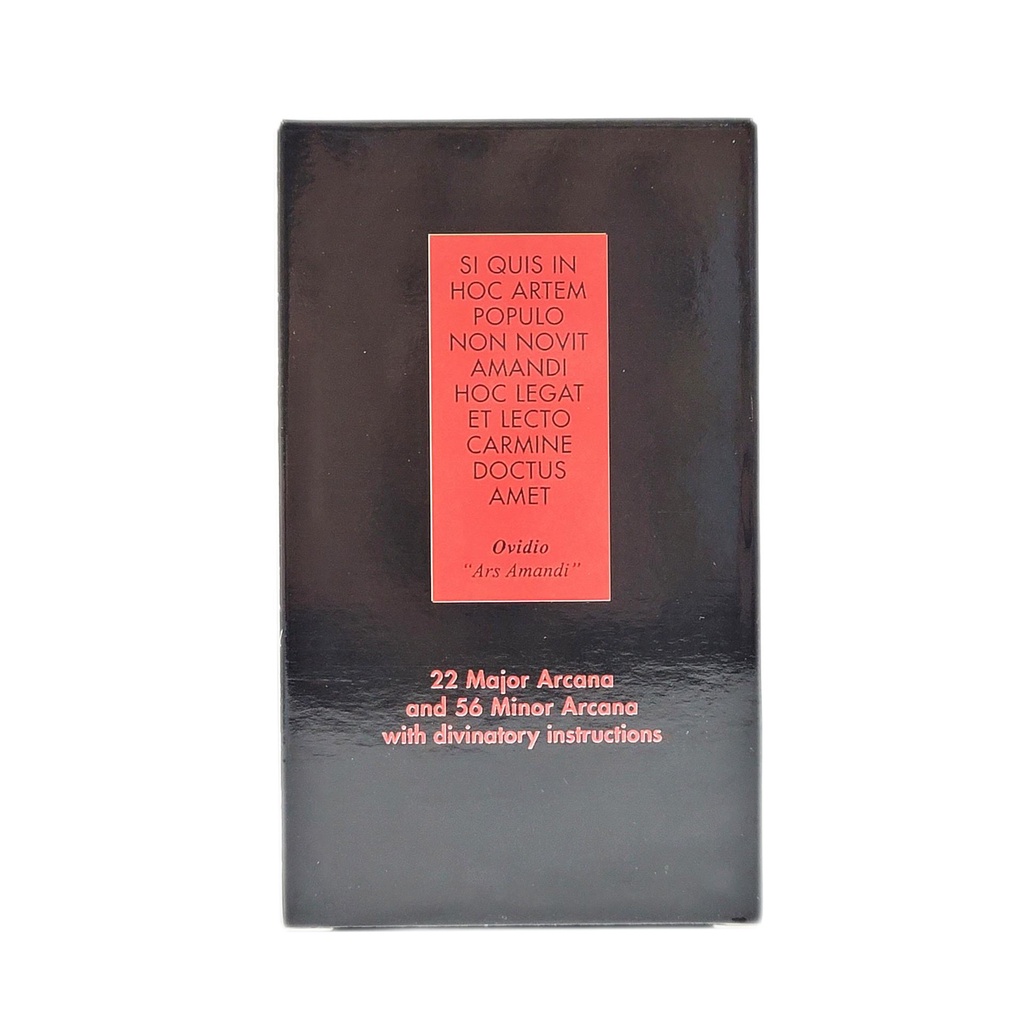 SI QUIS IN
HOC ARTEM
POPULO
NON NOVIT
AMANDI
HOC LEGAT
ET LECTO
CARMINE
DOCTUS
AMET
Ovidio
“Ars Amandi”
22 Major Arcana
and 56 Minor Arcana
with divinatory instructions